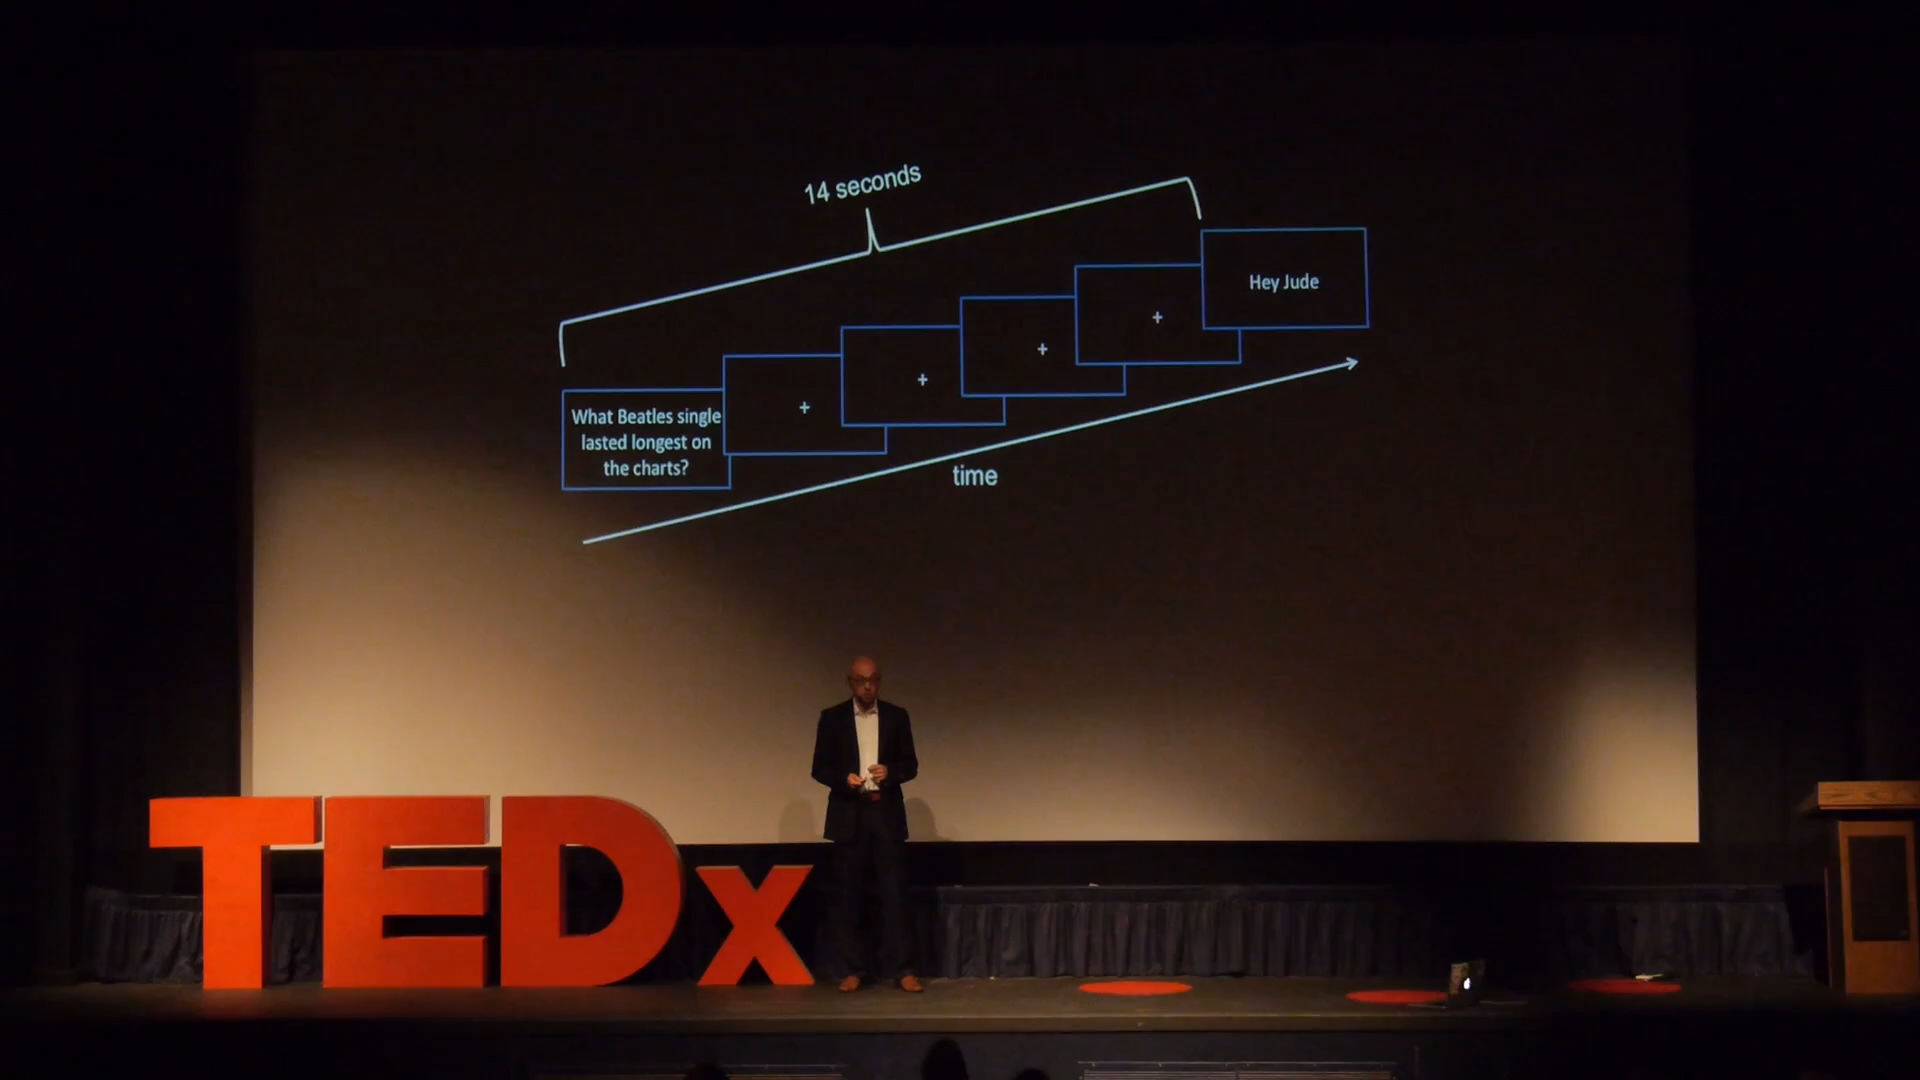 14 seconds
Hey Jude
+
+
+
+
What Beatles single
lasted longest on
the charts?
time
TEDx